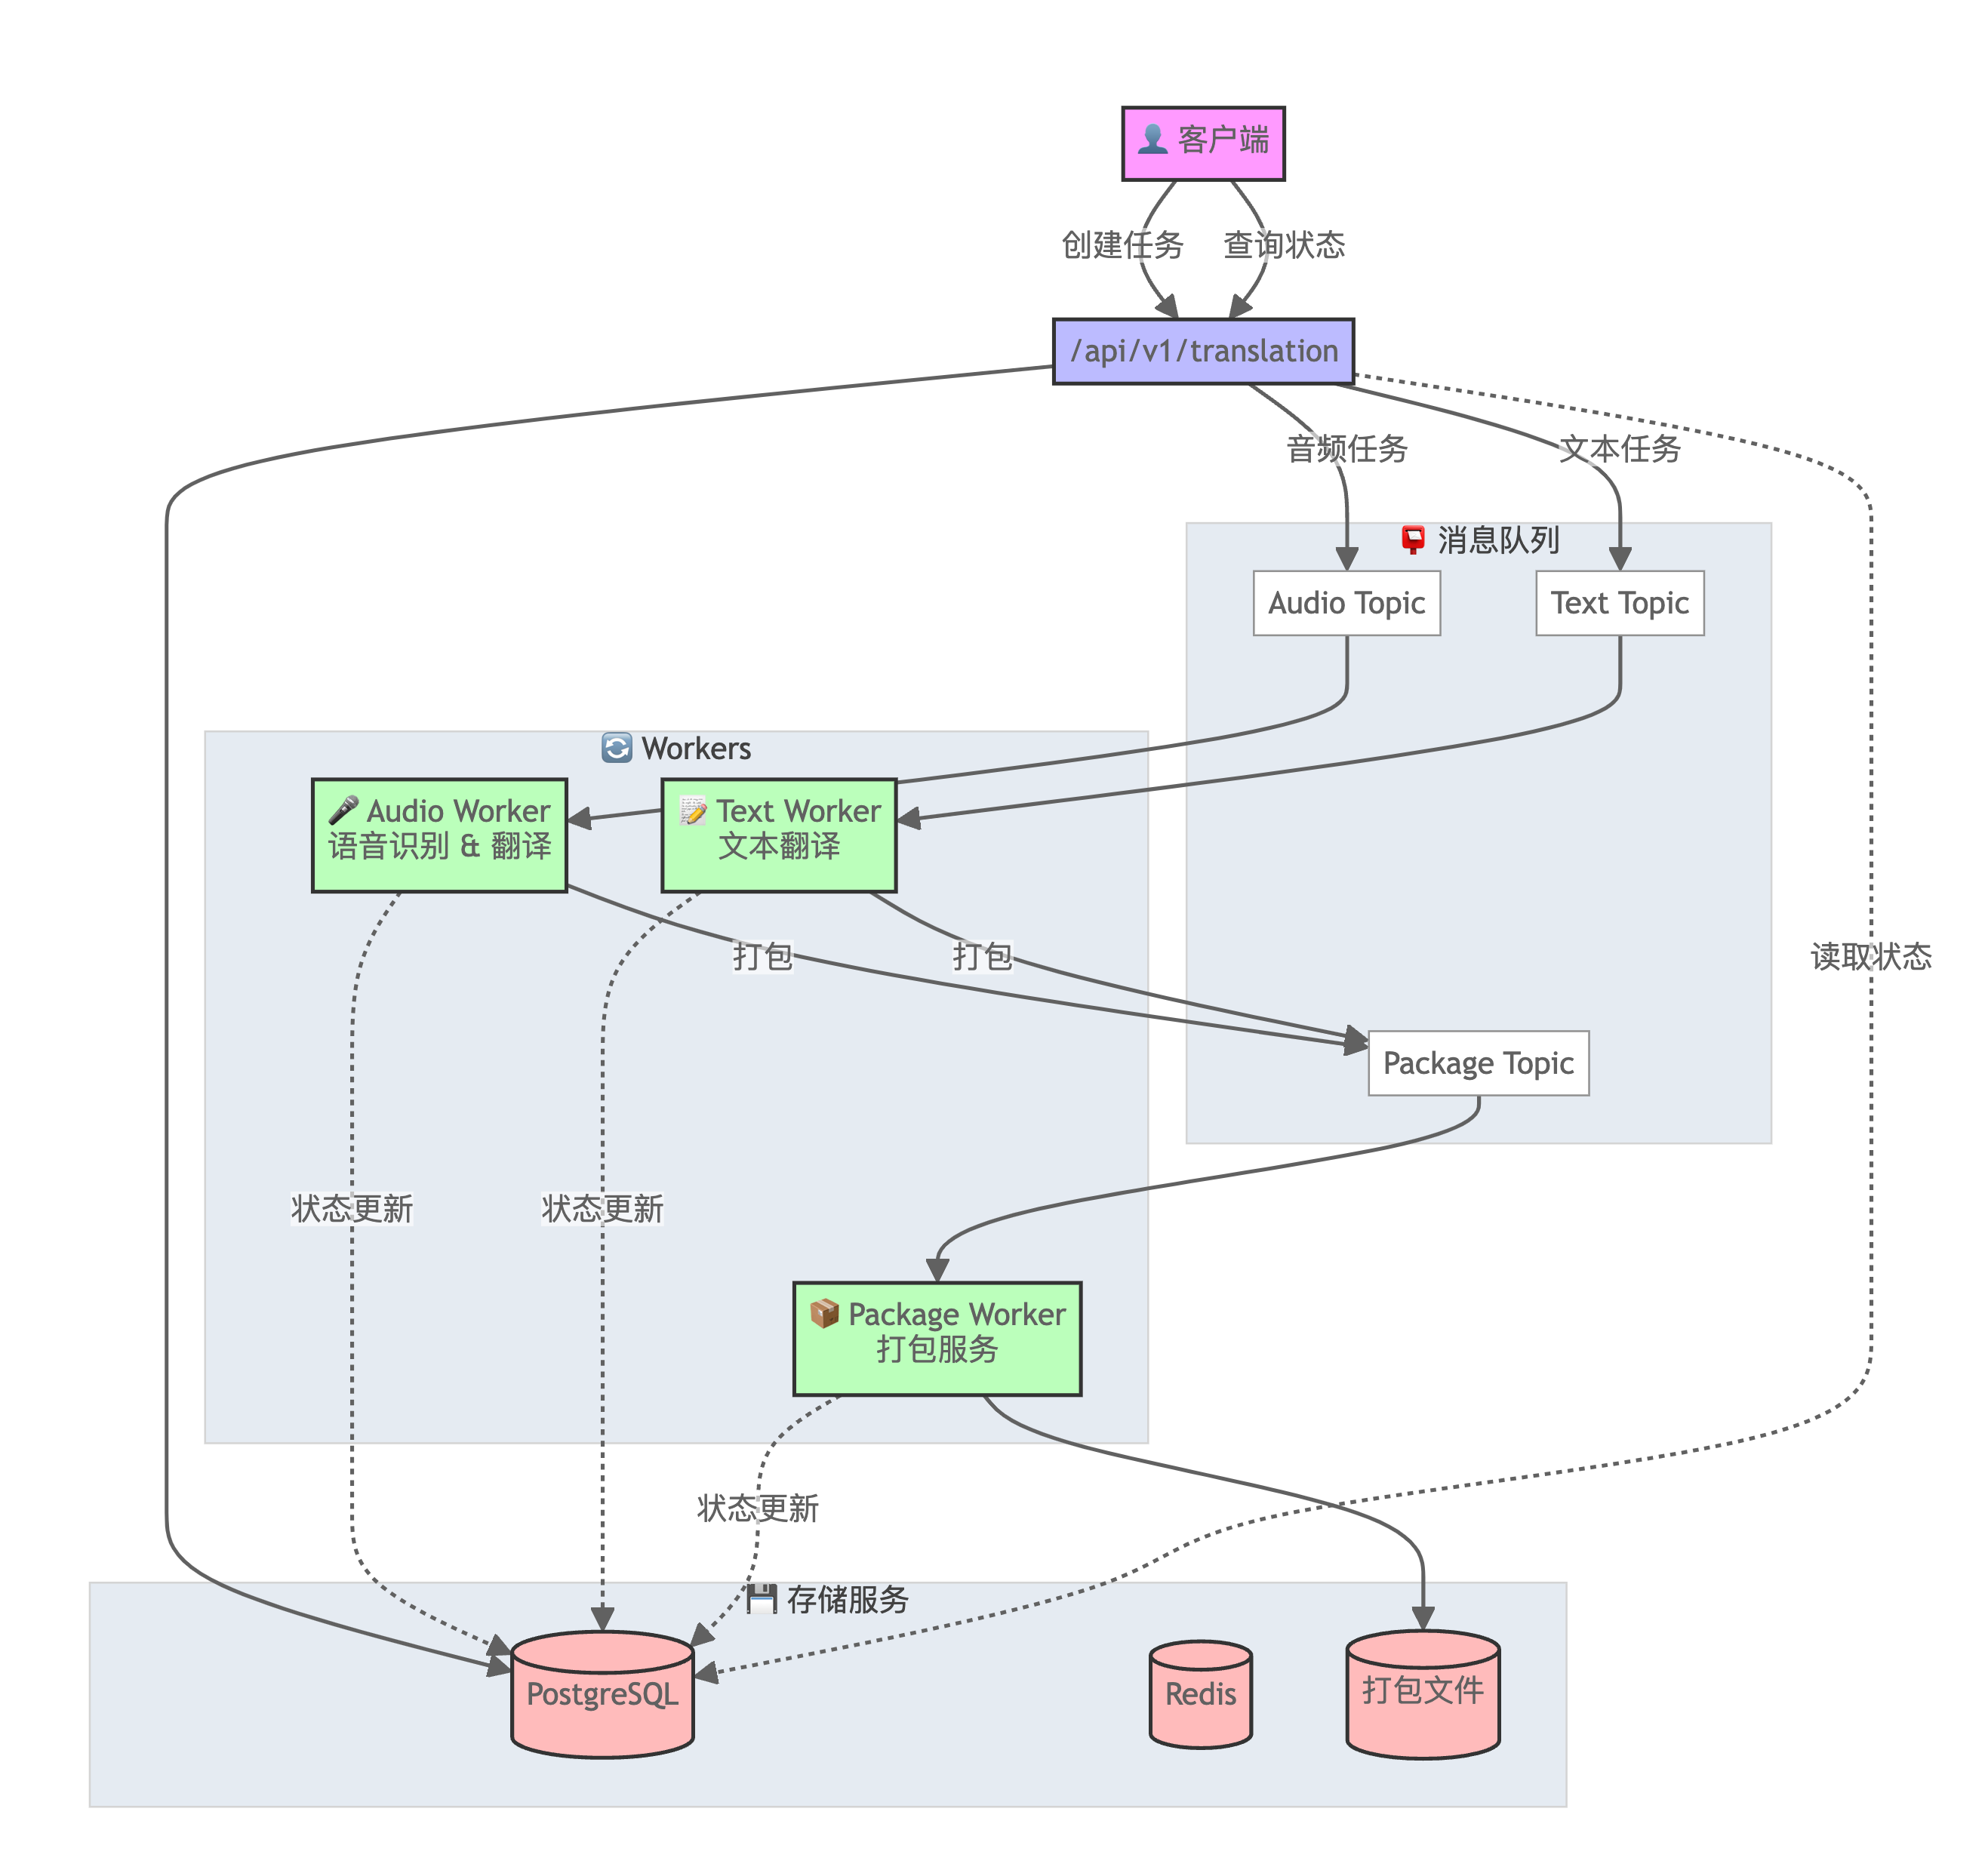 👤 客户端
创建任务
查询状态
/api/v1/translation
音频任务
文本任务
📮 消息队列
Audio Topic
Text Topic
🔄 Workers
🎤 Audio Worker
语音识别 & 翻译
📝 Text Worker
文本翻译
打包
打包
读取状态
Package Topic
状态更新
状态更新
📦 Package Worker
打包服务
状态更新
💾 存储服务
PostgreSQL
Redis
打包文件